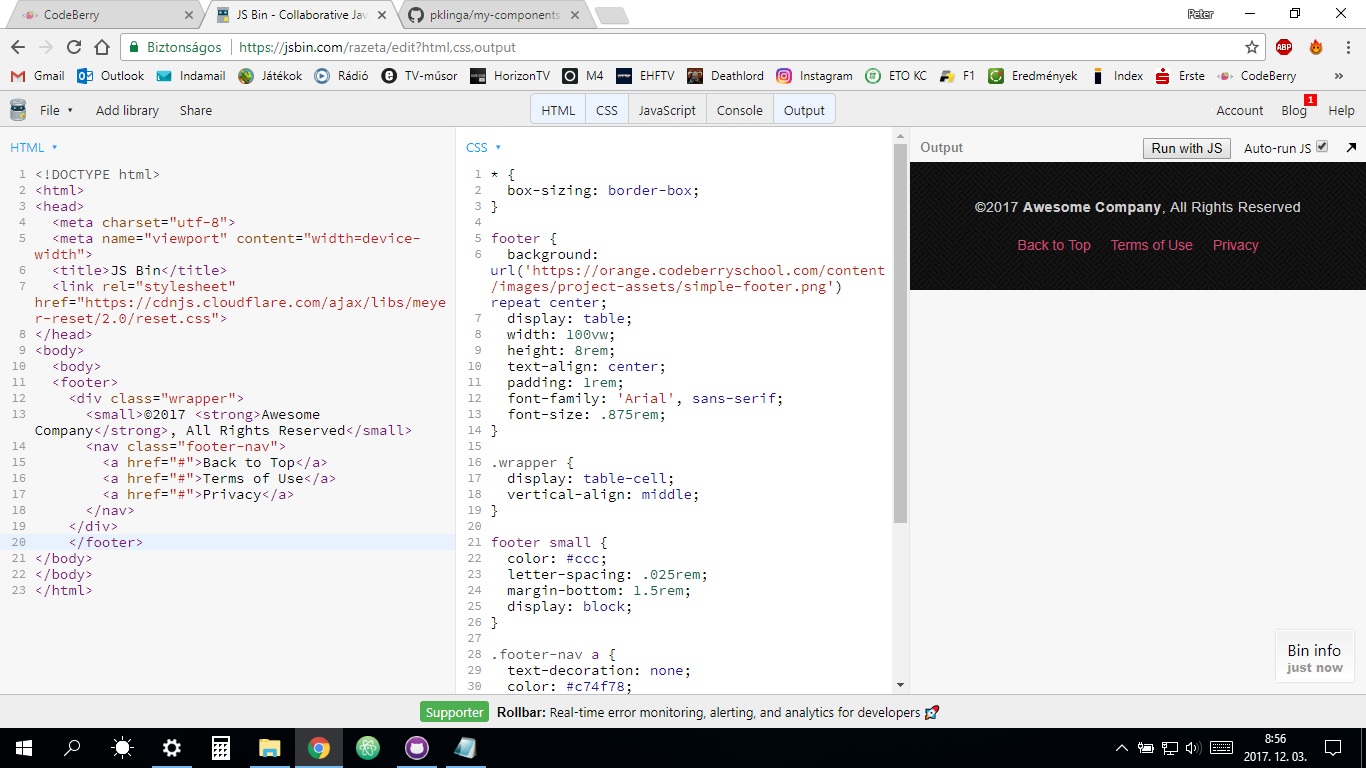 CodeBerry
JS Bin - Collaborative Jav
pklinga/my-components
Peter
Biztonságos
https://jsbin.com/razeta/edit?html,css,output
ABP
Gmail
Outlook
Indamail
Játékok
Rádió
TV-műsor
HorizonTV
M4
EHFTV
Deathlord
Instagram
ETO KC
F1
Eredmények
Index
Erste
CodeBerry
»
File
Add library
Share
HTML
CSS
JavaScript
Console
Output
Account
Blog
1
Help
HTML
1 <!DOCTYPE html>
2 <html>
3 <head>
4 <meta charset="utf-8">
5 <meta name="viewport" content="width=device-
width">
6 <title>JS Bin</title>
7 <link rel="stylesheet"
href="https://cdnjs.cloudflare.com/ajax/libs/meye
r-reset/2.0/reset.css">
8 </head>
9 <body>
10 <body>
11 <footer>
12 <div class="wrapper">
13 <small>©2017 <strong>Awesome
Company</strong>, All Rights Reserved</small>
14 <nav class="footer-nav">
15 <a href="#">Back to Top</a>
16 <a href="#">Terms of Use</a>
17 <a href="#">Privacy</a>
18 </nav>
19 </div>
20 </footer>
21 </body>
22 </body>
23 </html>
CSS
1 * {
2 box-sizing: border-box;
3 }
4
5 footer {
6 background:
url('https://orange.codeberryschool.com/content
/images/project-assets/simple-footer.png')
repeat center;
7 display: table;
8 width: 100vw;
9 height: 8rem;
10 text-align: center;
11 padding: 1rem;
12 font-family: 'Arial', sans-serif;
13 font-size: .875rem;
14 }
15
16 .wrapper {
17 display: table-cell;
18 vertical-align: middle;
19 }
20
21 footer small {
22 color: #ccc;
23 letter-spacing: .025rem;
24 margin-bottom: 1.5rem;
25 display: block;
26 }
27
28 .footer-nav a {
29 text-decoration: none;
30 color: #c74f78;
Output
Run with JS
Auto-run JS
©2017 Awesome Company, All Rights Reserved
Back to Top
Terms of Use
Privacy
Bin info
just now
Supporter
Rollbar: Real-time error monitoring, alerting, and analytics for developers
8:56
2017. 12. 03.